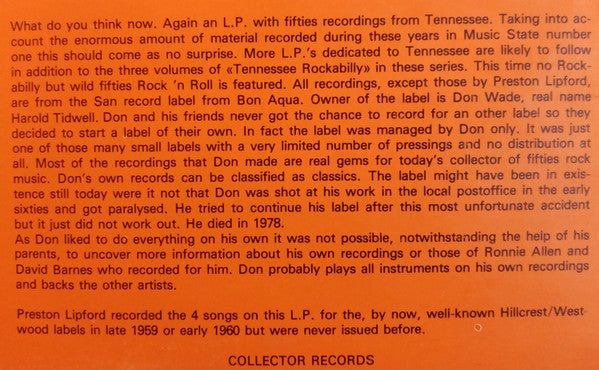 What do you think now. Again an L.P. with fifties recordings from Tennessee. Taking into ac-
count the enormous amount of material recorded during these years in Music State number
one this should come as no surprise. More L.P.'s dedicated to Tennessee are likely to follow
in addition to the three volumes of «Tennessee Rockabilly» in these series. This time no Rock-
abilly but wild fifties Rock 'n Roll is featured. All recordings, except those by Preston Lipford,
are from the San record label from Bon Aqua. Owner of the label is Don Wade, real name
Harold Tidwell. Don and his friends never got the chance to record for an other label so they
decided to start a label of their own. In fact the label was managed by Don only. It was just
one of those many small labels with a very limited number of pressings and no distribution at
all. Most of the recordings that Don made are real gems for today's collector of fifties rock
music. Don's own records can be classified as classics. The label might have been in exis-
tence still today were it not that Don was shot at his work in the local postoffice in the early
sixties and got paralysed. He tried to continue his label after this most unfortunate accident
but it just did not work out. He died in 1978.
As Don liked to do everything on his own it was not possible, notwithstanding the help of his
parents, to uncover more information about his own recordings or those of Ronnie Allen and
David Barnes who recorded for him. Don probably plays all instruments on his own recordings
and backs the other artists.
Preston Lipford recorded the 4 songs on this L.P. for the, by now, well-known Hillcrest/West-
wood labels in late 1959 or early 1960 but were never issued before.
COLLECTOR RECORDS